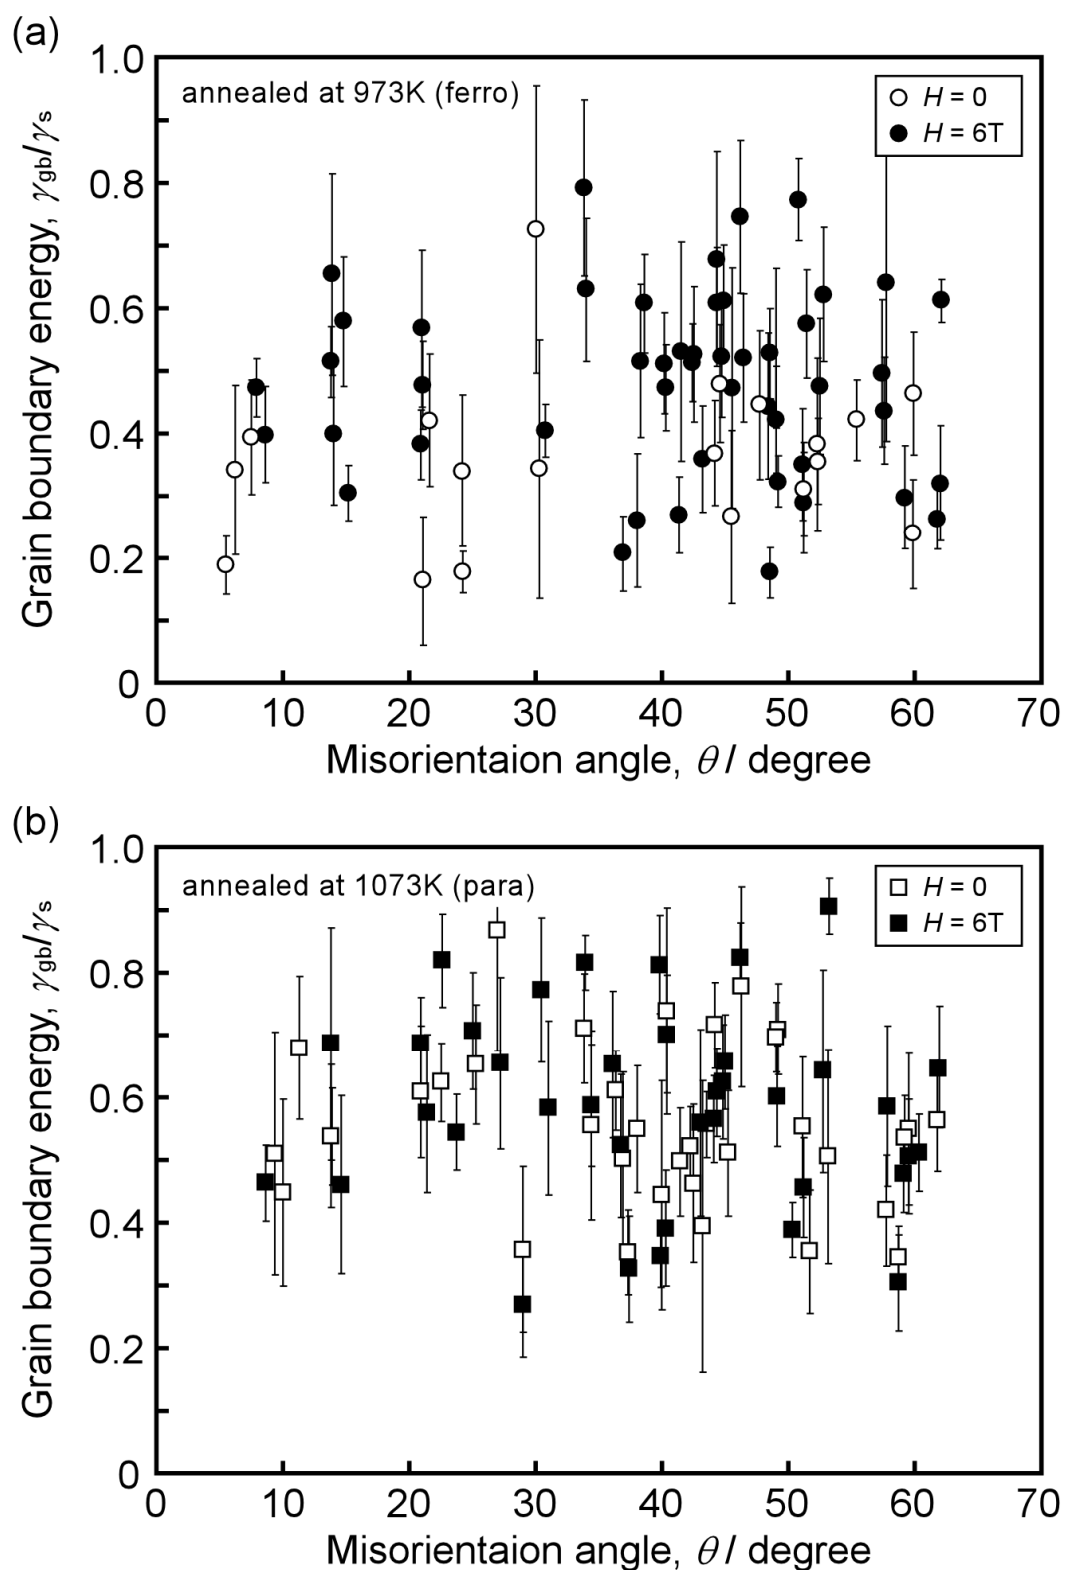 (a)
annealed at 973K (ferro)
H = 0
H = 6T
1.0
0.8
0.6
0.4
0.2
0
Grain boundary energy, γgb/γs
0 10 20 30 40 50 60 70
Misorientaion angle, θ / degree
(b)
annealed at 1073K (para)
H = 0
H = 6T
1.0
0.8
0.6
0.4
0.2
0
Grain boundary energy, γgb/γs
0 10 20 30 40 50 60 70
Misorientaion angle, θ / degree